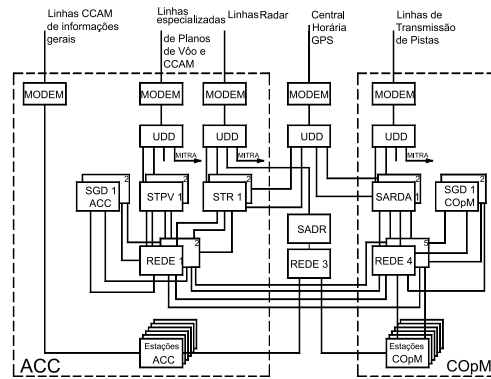 Linhas CCAM
de informações
gerais
Linhas
especializadas
de Planos
de Vôo e
CCAM
Linhas Radar
Central
Horária
GPS
Linhas de
Transmissão
de Pistas
MODEM
MODEM
MODEM
MODEM
MODEM
UDD
UDD
UDD
UDD
MITRA
MITRA
MITRA
2
SGD 1
ACC
2
STPV 1
2
STR 1
2
SARDA 1
2
SGD 1
COpM
SADR
2
REDE 1
REDE 3
5
REDE 4
Estações
ACC
Estações
COpM
ACC
COpM